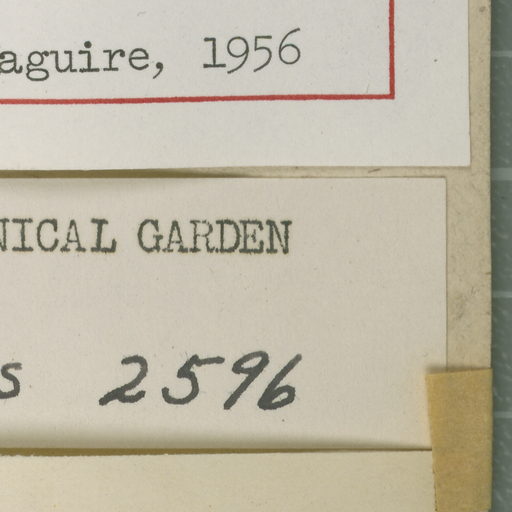 aguire, 1956
NICAL GARDEN
s 2596